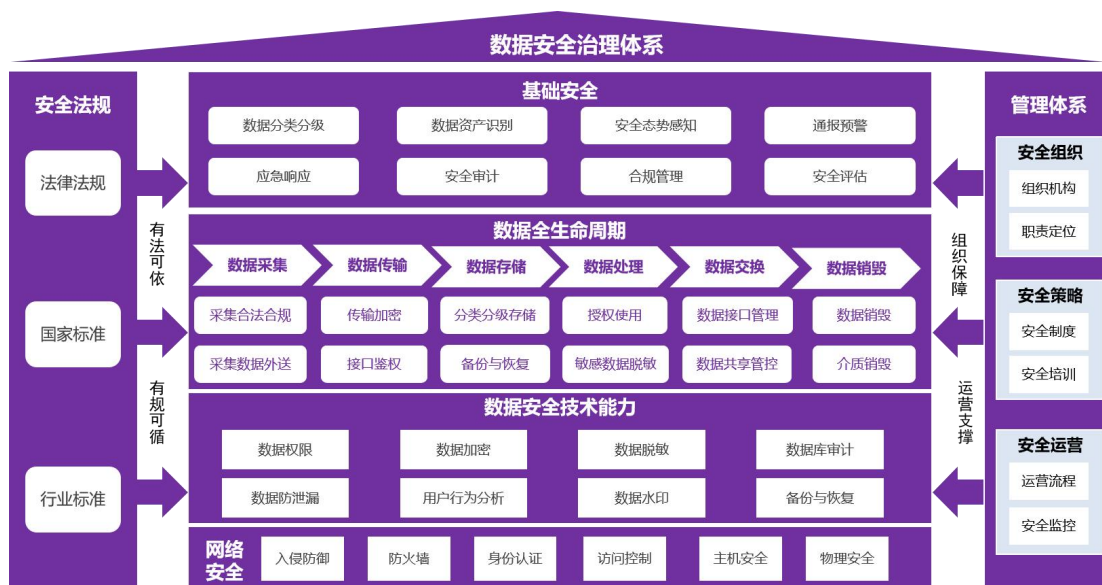 数据安全治理体系
安全法规
法律法规
国家标准
行业标准
有法可依
有规可循
基础安全
数据分类分级
数据资产识别
安全态势感知
通报预警
应急响应
安全审计
合规管理
安全评估
数据全生命周期
数据采集
数据传输
数据存储
数据处理
数据交换
数据销毁
采集合法合规
传输加密
分类分级存储
授权使用
数据接口管理
数据销毁
采集数据外送
接口鉴权
备份与恢复
敏感数据脱敏
数据共享管控
介质销毁
数据安全技术能力
数据权限
数据加密
数据脱敏
数据库审计
数据防泄漏
用户行为分析
数据水印
备份与恢复
网络
安全
入侵防御
防火墙
身份认证
访问控制
主机安全
物理安全
组织保障
运营支撑
管理体系
安全组织
组织机构
职责定位
安全策略
安全制度
安全培训
安全运营
运营流程
安全监控